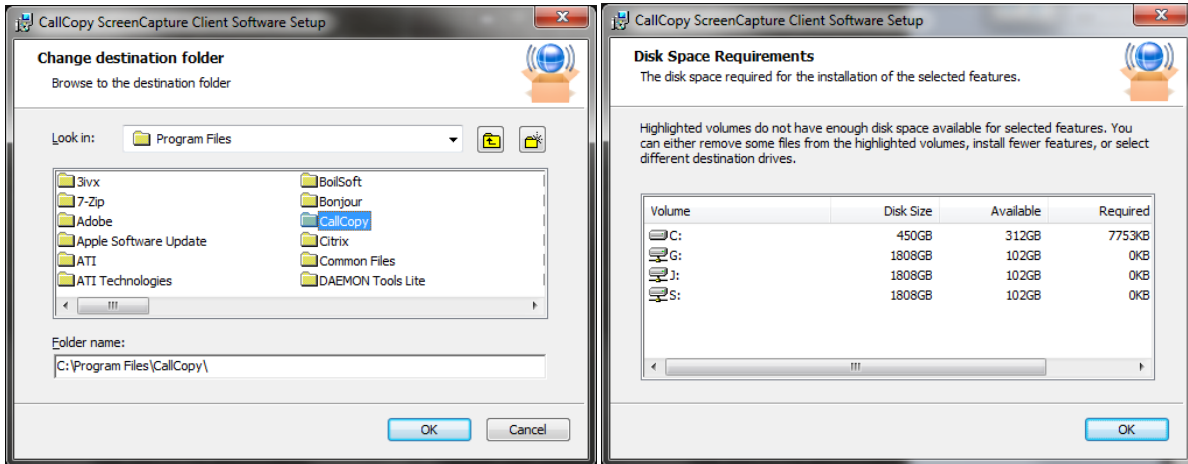 CallCopy ScreenCapture Client Software Setup
Change destination folder
Browse to the destination folder
Look in:
Program Files
3ivx
7-Zip
Adobe
Apple Software Update
ATI
ATI Technologies
BoilSoft
Bonjour
CallCopy
Citrix
Common Files
DAEMON Tools Lite
Folder name:
C:\Program Files\CallCopy\
OK Cancel
CallCopy ScreenCapture Client Software Setup
Disk Space Requirements
The disk space required for the installation of the selected features.
Highlighted volumes do not have enough disk space available for selected features. You
can either remove some files from the highlighted volumes, install fewer features, or select
different destination drives.
Volume Disk Size Available Required
C: 450GB 312GB 7753KB
G: 1808GB 102GB 0KB
J: 1808GB 102GB 0KB
S: 1808GB 102GB 0KB
OK